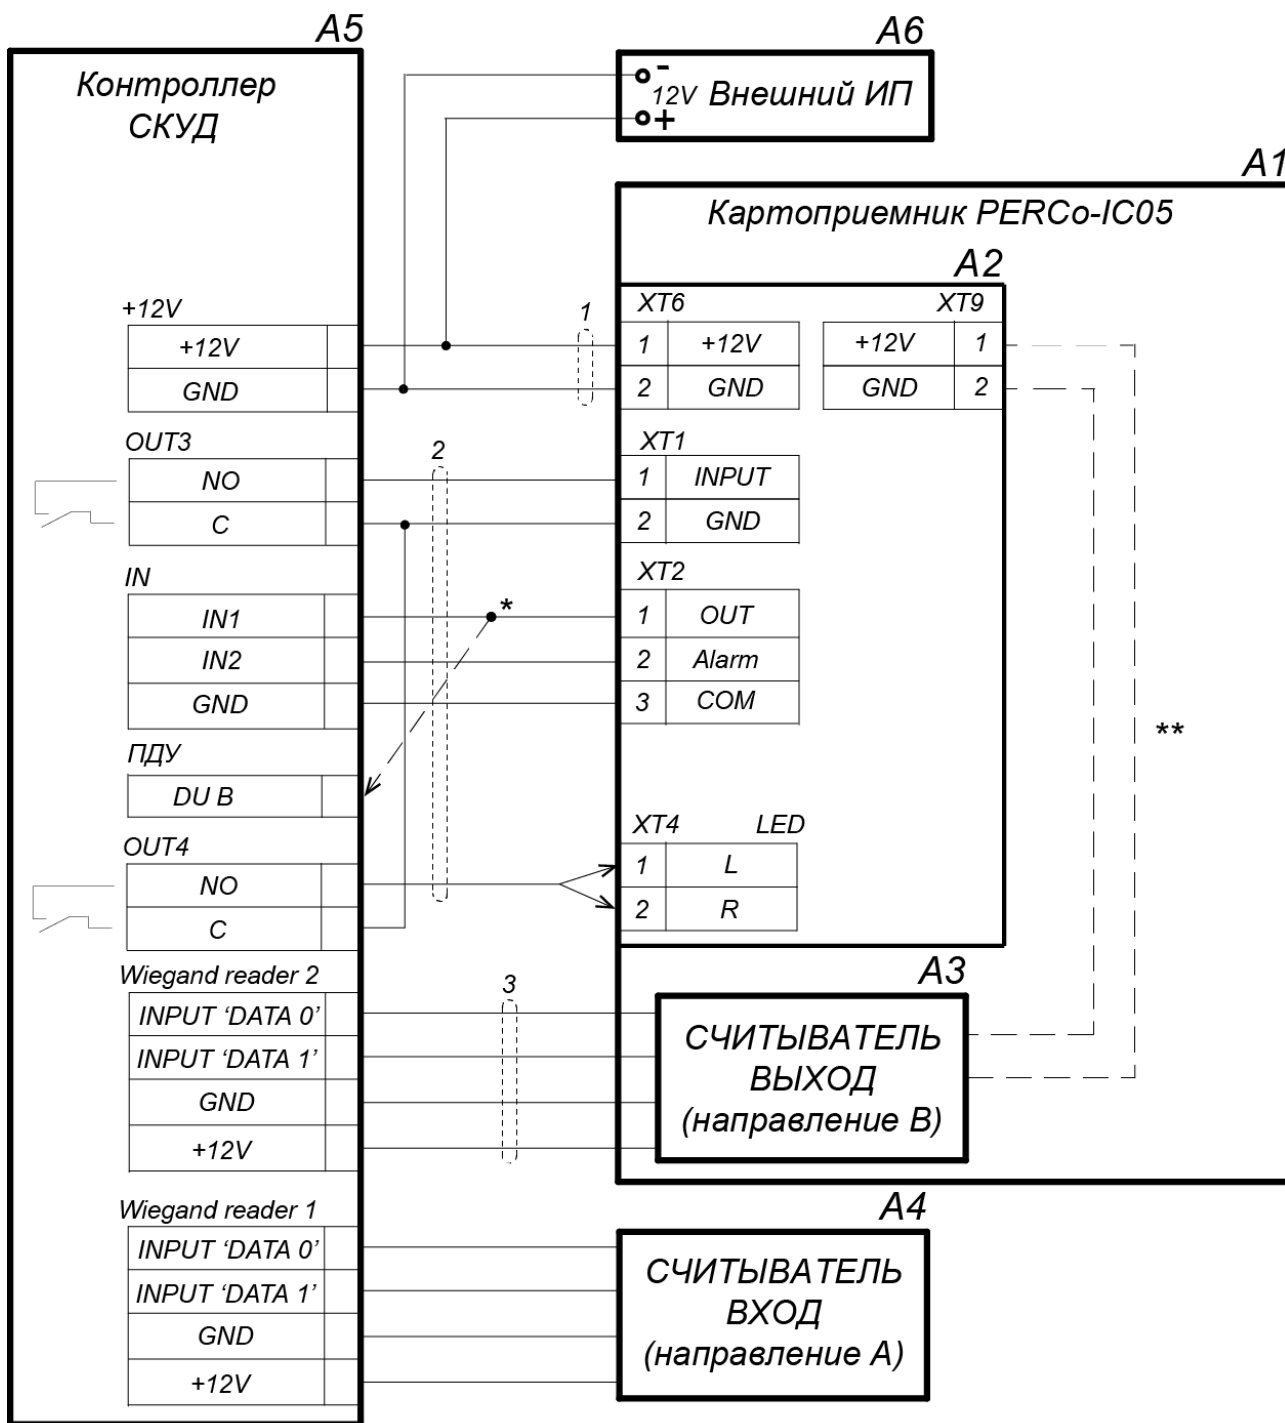 A5
Контроллер
СКУД
A6
-
12V Внешний ИП
+
A1
Картоприемник PERCo-IC05
A2
+12V
+12V
GND
1
XT6
1 +12V
2 GND
XT9
+12V 1
GND 2
OUT3
NO
C
2
XT1
1 INPUT
2 GND
IN
IN1
IN2
GND
*
XT2
1 OUT
2 Alarm
3 COM
**
ПДУ
DU B
OUT4
NO
C
XT4 LED
1 L
2 R
Wiegand reader 2
INPUT ‘DATA 0’
INPUT ‘DATA 1’
GND
+12V
3
A3
СЧИТЫВАТЕЛЬ
ВЫХОД
(направление B)
Wiegand reader 1
INPUT ‘DATA 0’
INPUT ‘DATA 1’
GND
+12V
A4
СЧИТЫВАТЕЛЬ
ВХОД
(направление A)